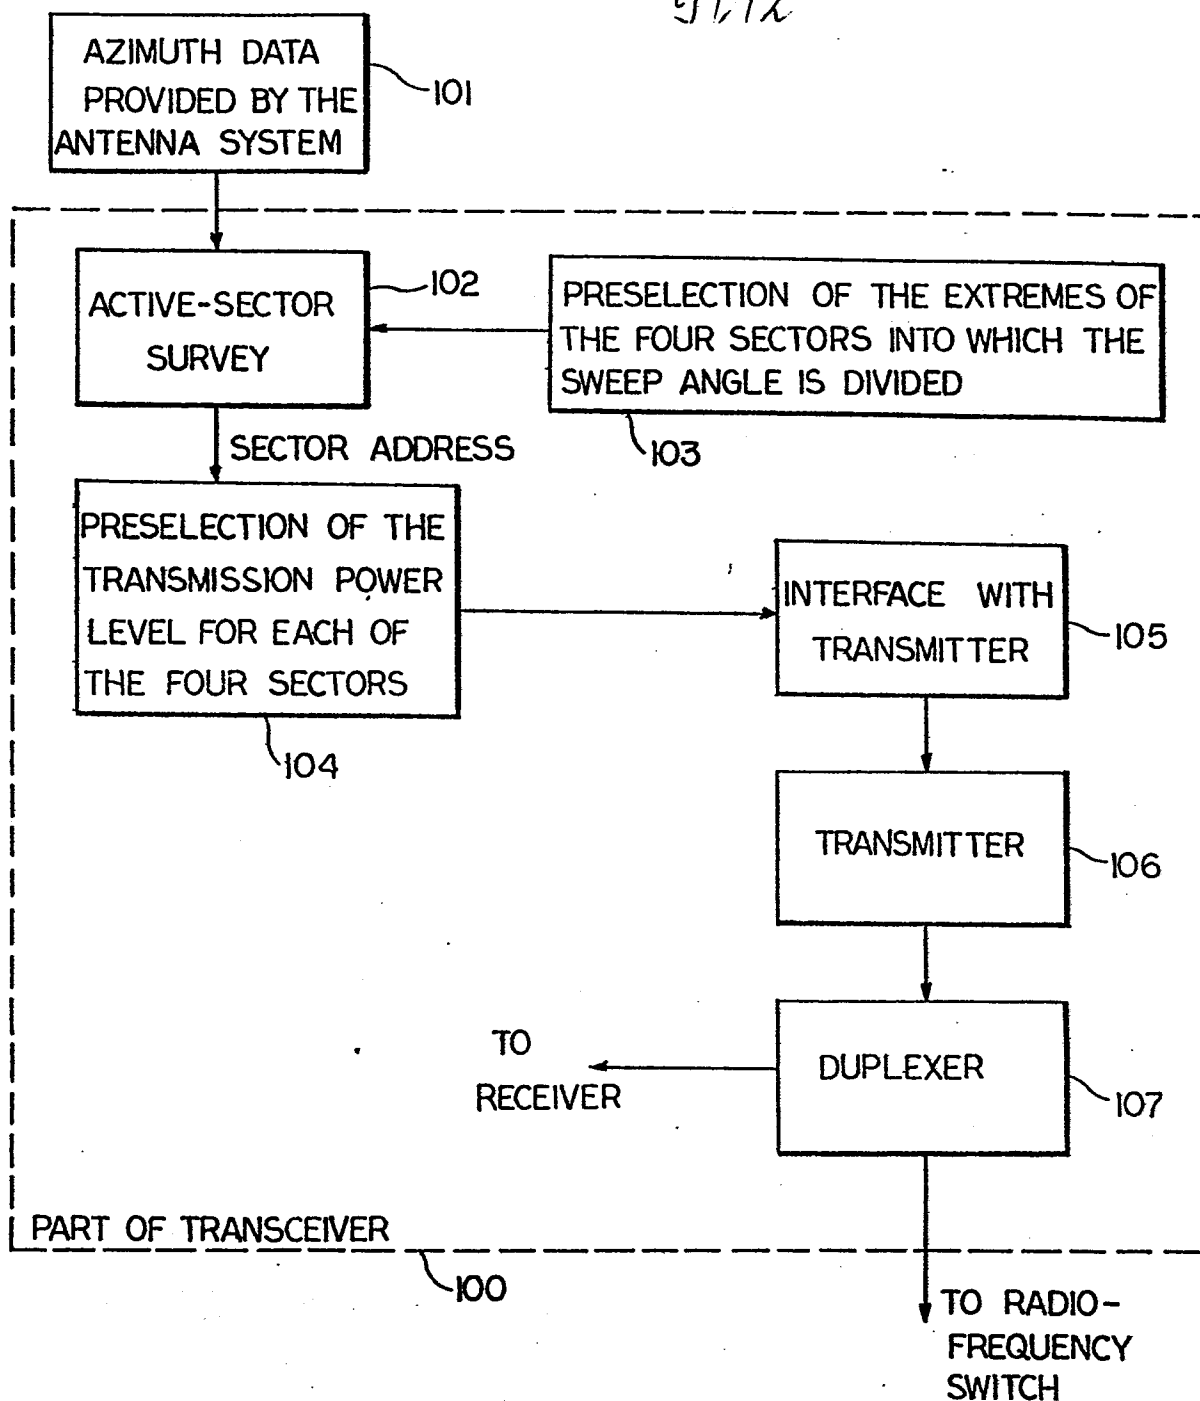 AZIMUTH DATA
PROVIDED BY THE
ANTENNA SYSTEM
101
ACTIVE-SECTOR
SURVEY
102
PRESELECTION OF THE EXTREMES OF
THE FOUR SECTORS INTO WHICH THE
SWEEP ANGLE IS DIVIDED
103
SECTOR ADDRESS
PRESELECTION OF THE
TRANSMISSION POWER
LEVEL FOR EACH OF
THE FOUR SECTORS
104
INTERFACE WITH
TRANSMITTER
105
TRANSMITTER
106
DUPLEXER
107
TO
RECEIVER
PART OF TRANSCEIVER
100
TO RADIO-
FREQUENCY
SWITCH